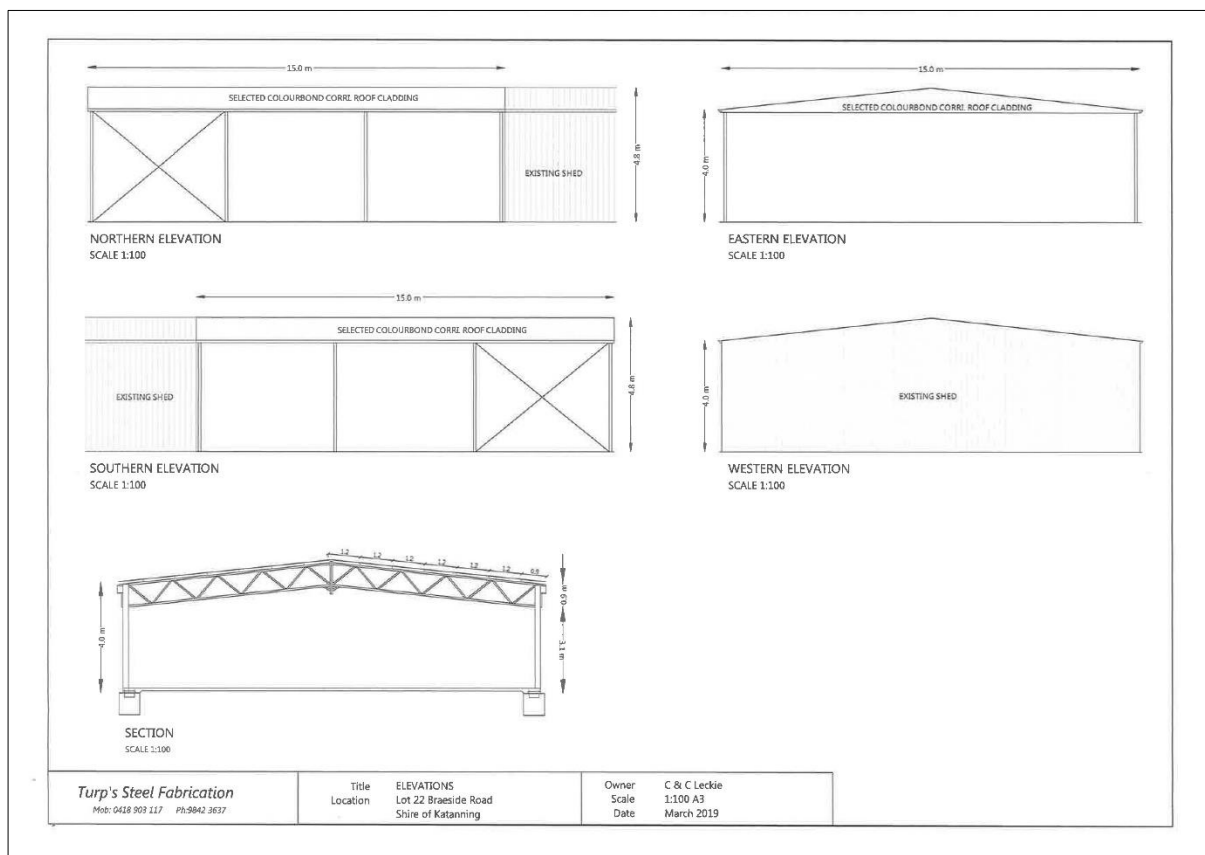 15.0 m
SELECTED COLOURBOND CORRI. ROOF CLADDING
EXISTING SHED
4.8 m
NORTHERN ELEVATION
SCALE 1:100
15.0 m
SELECTED COLOURBOND CORRI. ROOF CLADDING
4.0 m
EASTERN ELEVATION
SCALE 1:100
15.0 m
SELECTED COLOURBOND CORRI. ROOF CLADDING
EXISTING SHED
4.8 m
SOUTHERN ELEVATION
SCALE 1:100
4.0 m
EXISTING SHED
WESTERN ELEVATION
SCALE 1:100
1.2
1.2
1.2
1.2
1.2
1.2
0.6 m
4.0 m
3.1 m
SECTION
SCALE 1:100
Turp's Steel Fabrication
Mob: 0418 903 117 Ph:9842 3637
Title ELEVATIONS
Location Lot 22 Braeside Road
Shire of Katanning
Owner C & C Leckie
Scale 1:100 A3
Date March 2019